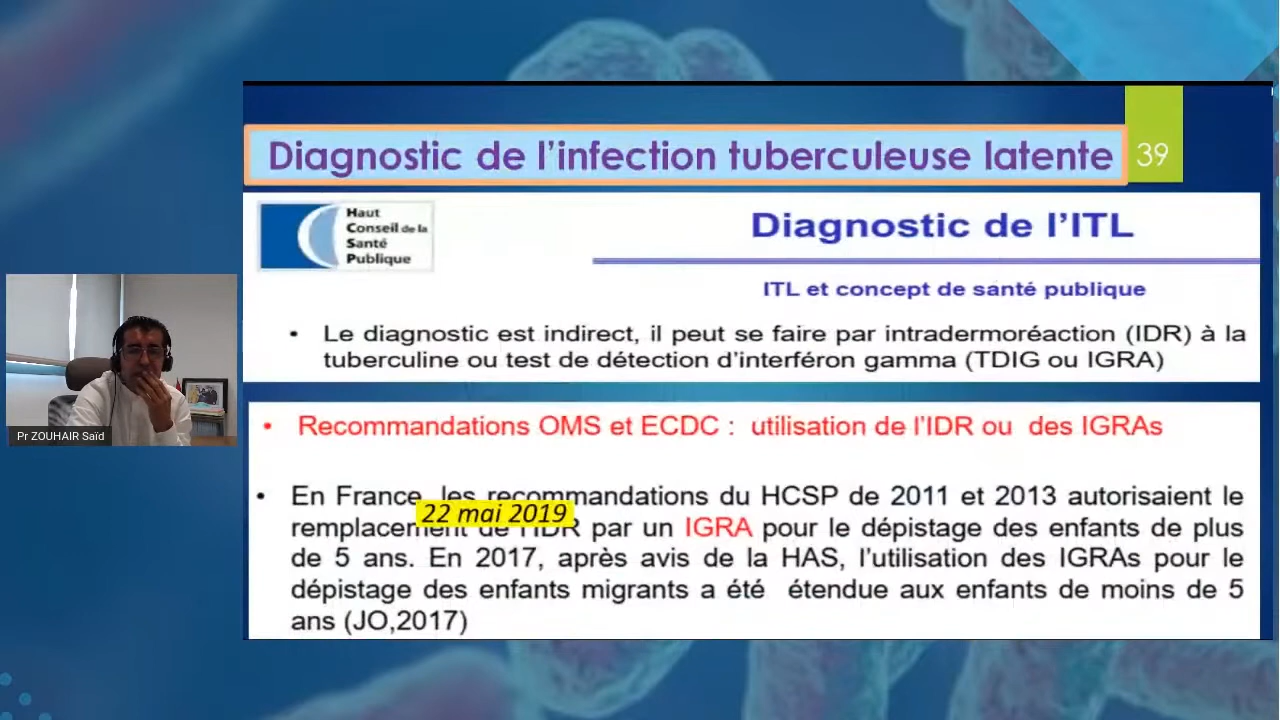 Diagnostic de l'infection tuberculeuse latente
39
Haut
Conseil de la
Santé
Publique
Diagnostic de l'ITL
ITL et concept de santé publique
• Le diagnostic est indirect, il peut se faire par intradermoréaction (IDR) à la
tuberculine ou test de détection d'interféron gamma (TDIG ou IGRA)
• Recommandations OMS et ECDC : utilisation de l'IDR ou des IGRAs
• En France, les recommandations du HCSP de 2011 et 2013 autorisaient le
22 mai 2019
remplacement de l'IDR par un IGRA pour le dépistage des enfants de plus
de 5 ans. En 2017, après avis de la HAS, l'utilisation des IGRAs pour le
dépistage des enfants migrants a été étendue aux enfants de moins de 5
ans (JO,2017)
Pr ZOUHAIR Saïd